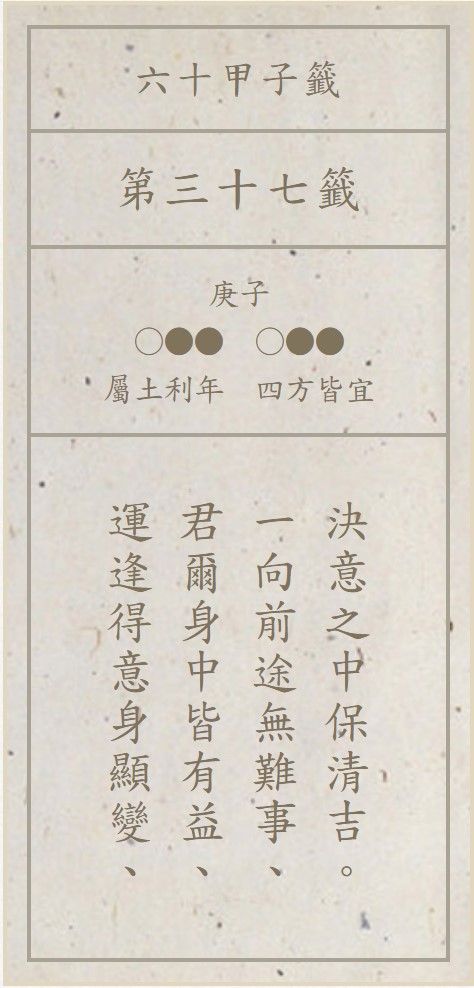 六十甲子籤
第三十七籤
庚子
○●● ○●●
屬土利年 四方皆宜
運逢得意身顯變、
君爾身中皆有益、
一向前途無難事、
決意之中保清吉。